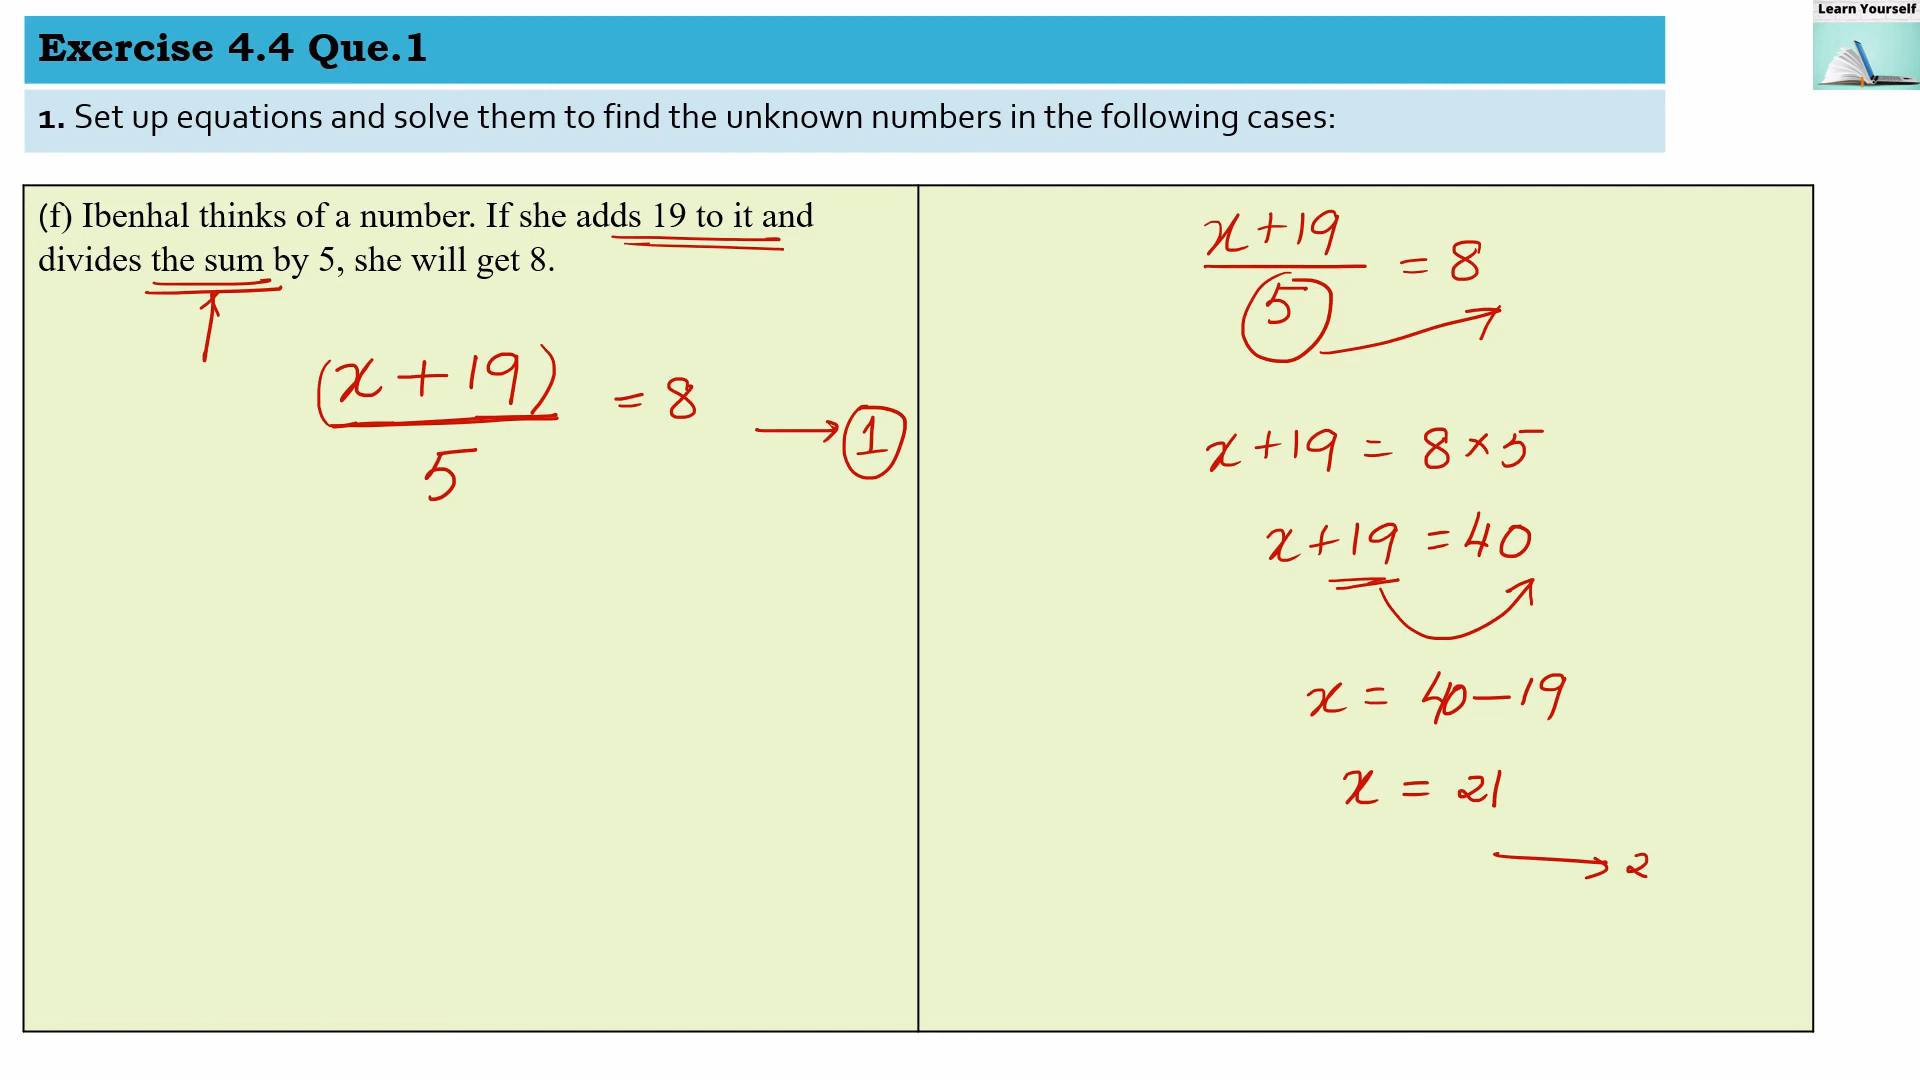 Learn Yourself
Exercise 4.4 Que.1
1. Set up equations and solve them to find the unknown numbers in the following cases:
(f) Ibenhal thinks of a number. If she adds 19 to it and
divides the sum by 5, she will get 8.
(x + 19)
= 8
5
→ 1
x + 19
= 8
5
x + 19 = 8 × 5
x + 19 = 40
x = 40 – 19
x = 21
→ 2